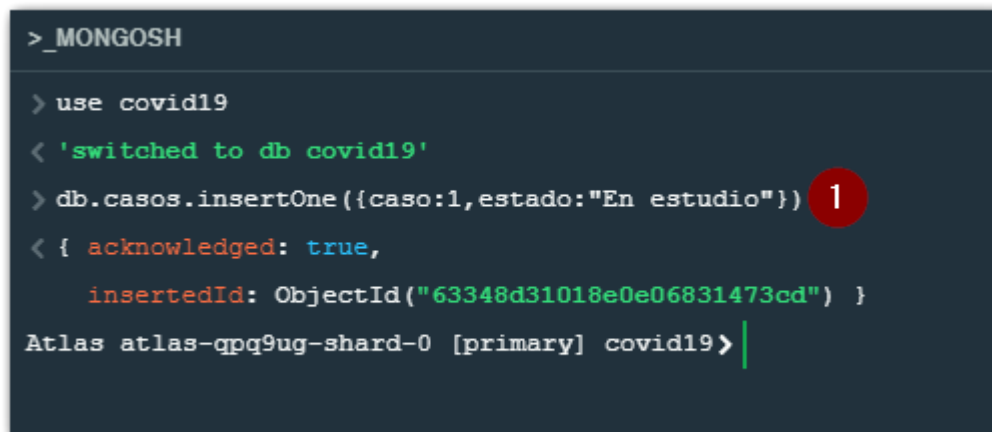 >_MONGOSH
> use covid19
< 'switched to db covid19'
> db.casos.insertOne({caso:1,estado:"En estudio"}) 1
< { acknowledged: true,
insertedId: ObjectId("63348d31018e0e06831473cd") }
Atlas atlas-qpq9ug-shard-0 [primary] covid19>